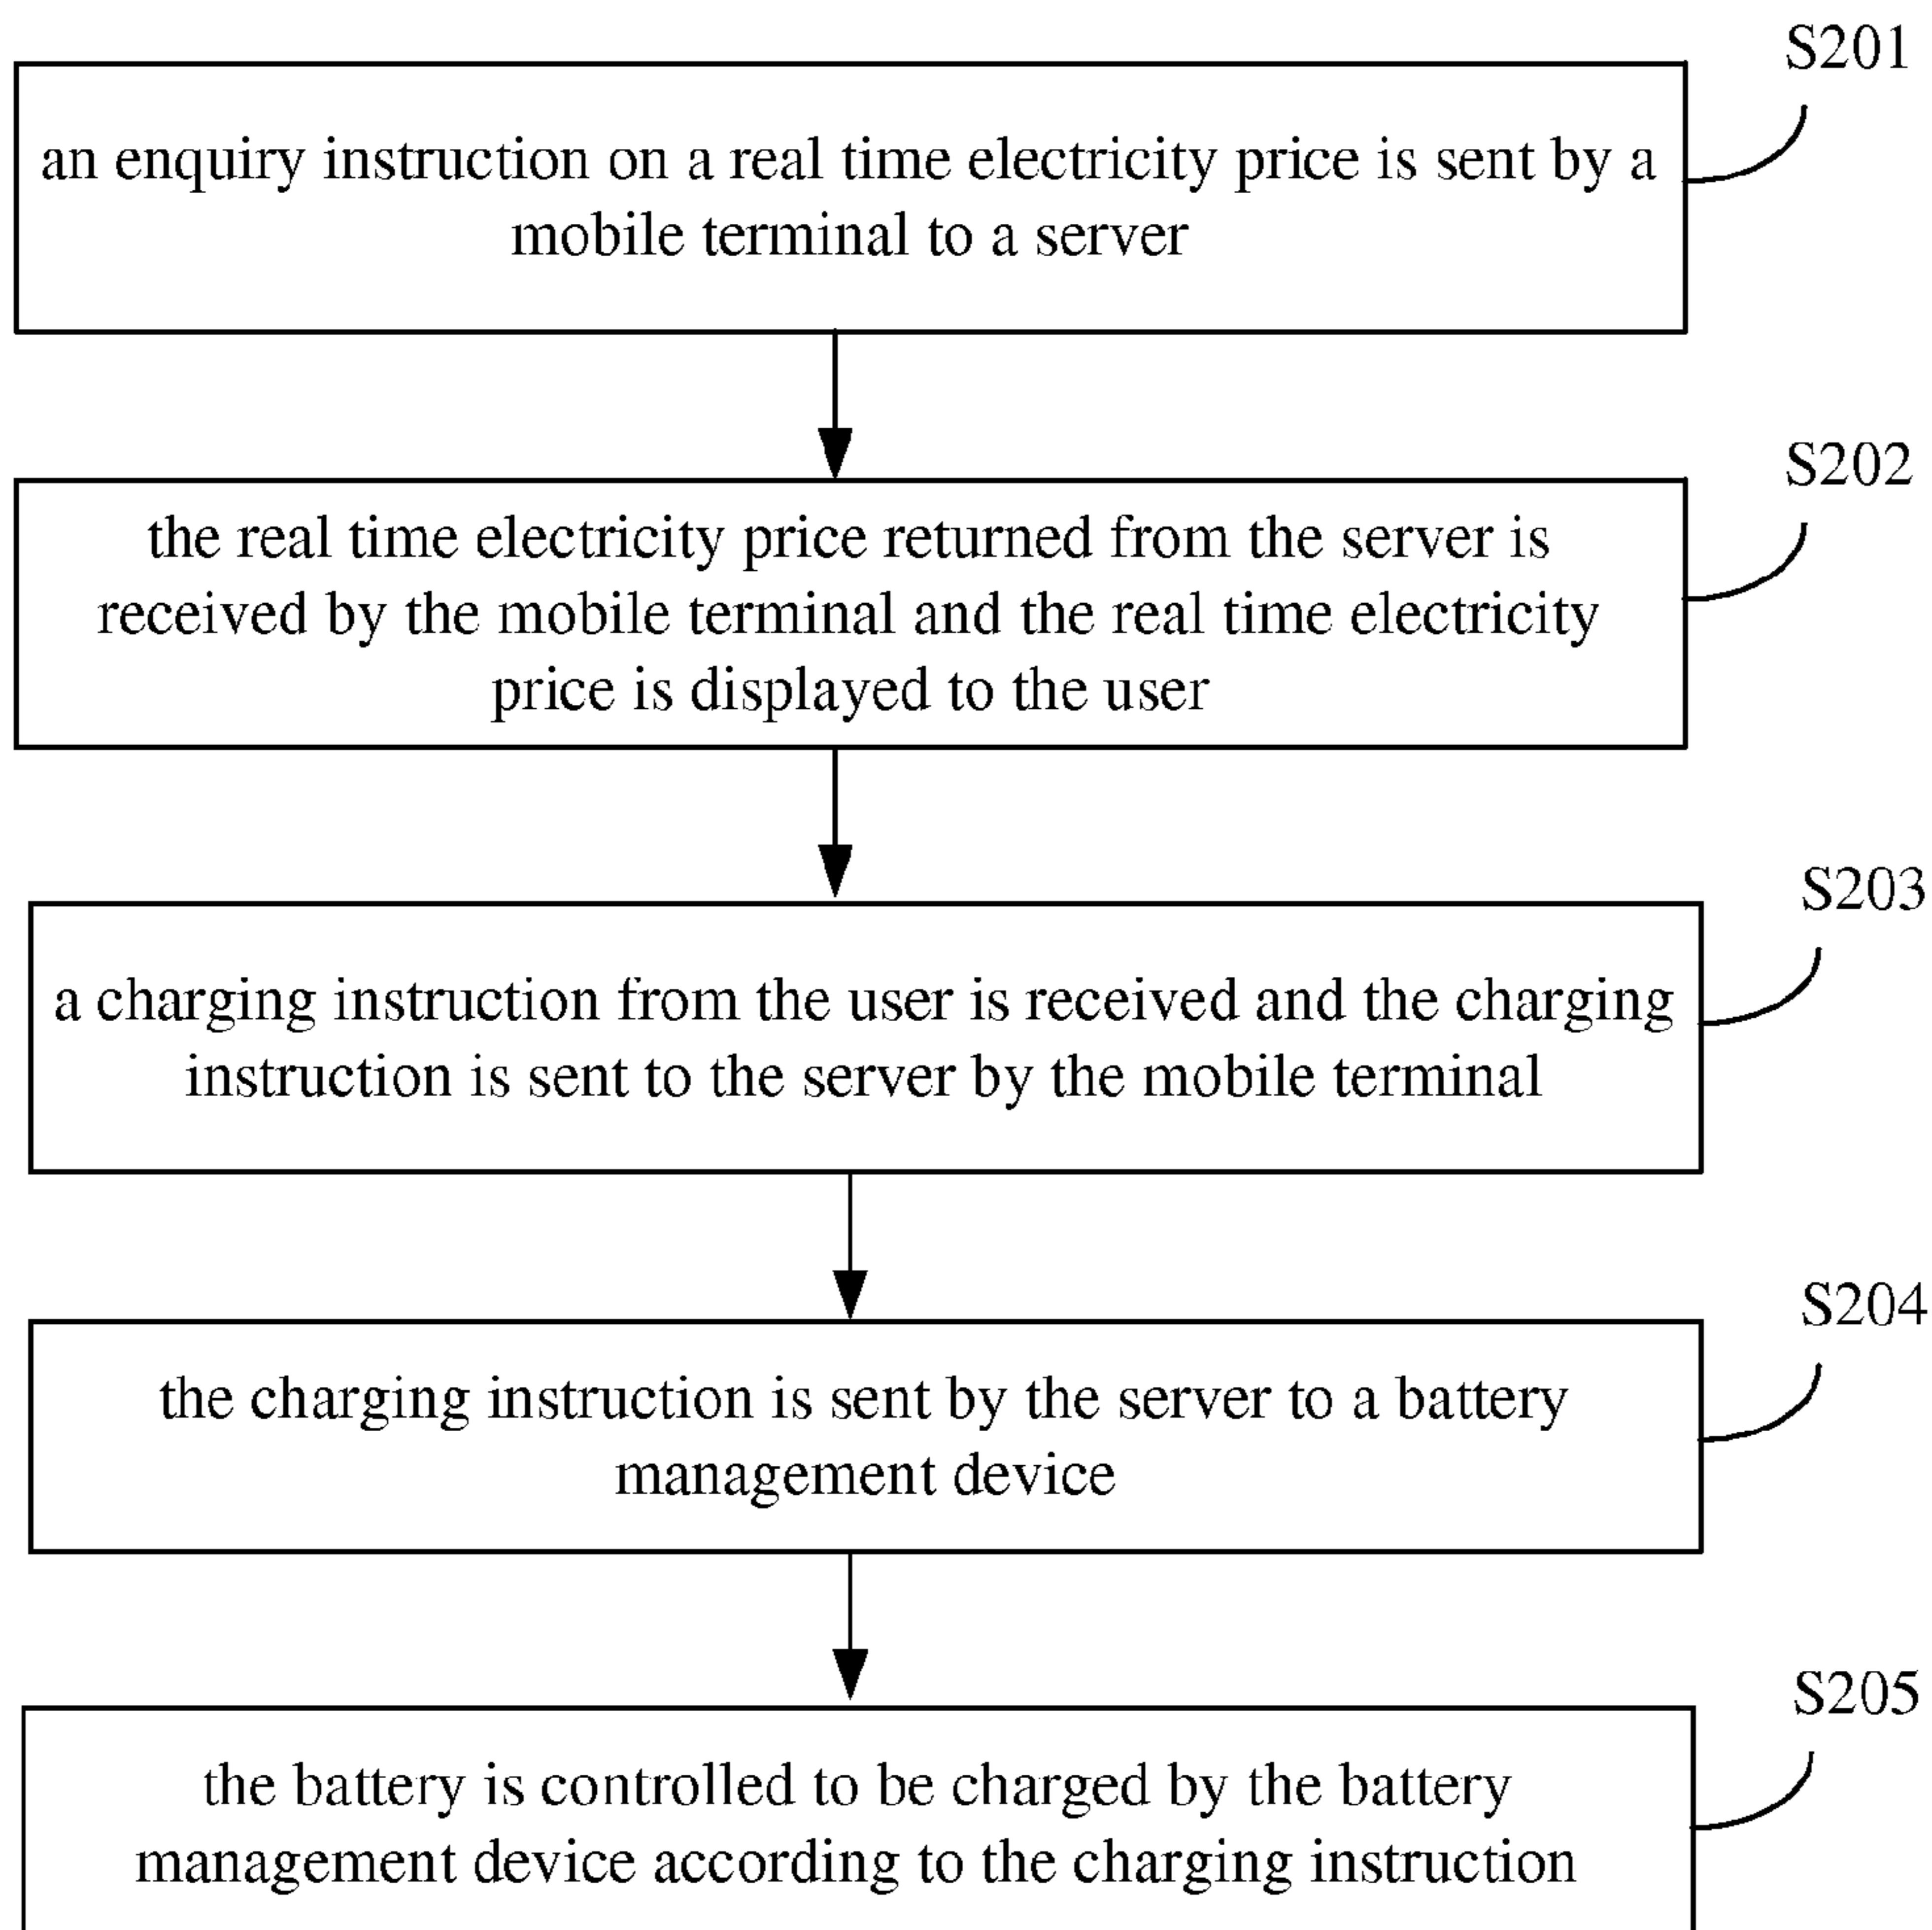 S201
an enquiry instruction on a real time electricity price is sent by a
mobile terminal to a server
S202
the real time electricity price returned from the server is
received by the mobile terminal and the real time electricity
price is displayed to the user
S203
a charging instruction from the user is received and the charging
instruction is sent to the server by the mobile terminal
S204
the charging instruction is sent by the server to a battery
management device
S205
the battery is controlled to be charged by the battery
management device according to the charging instruction